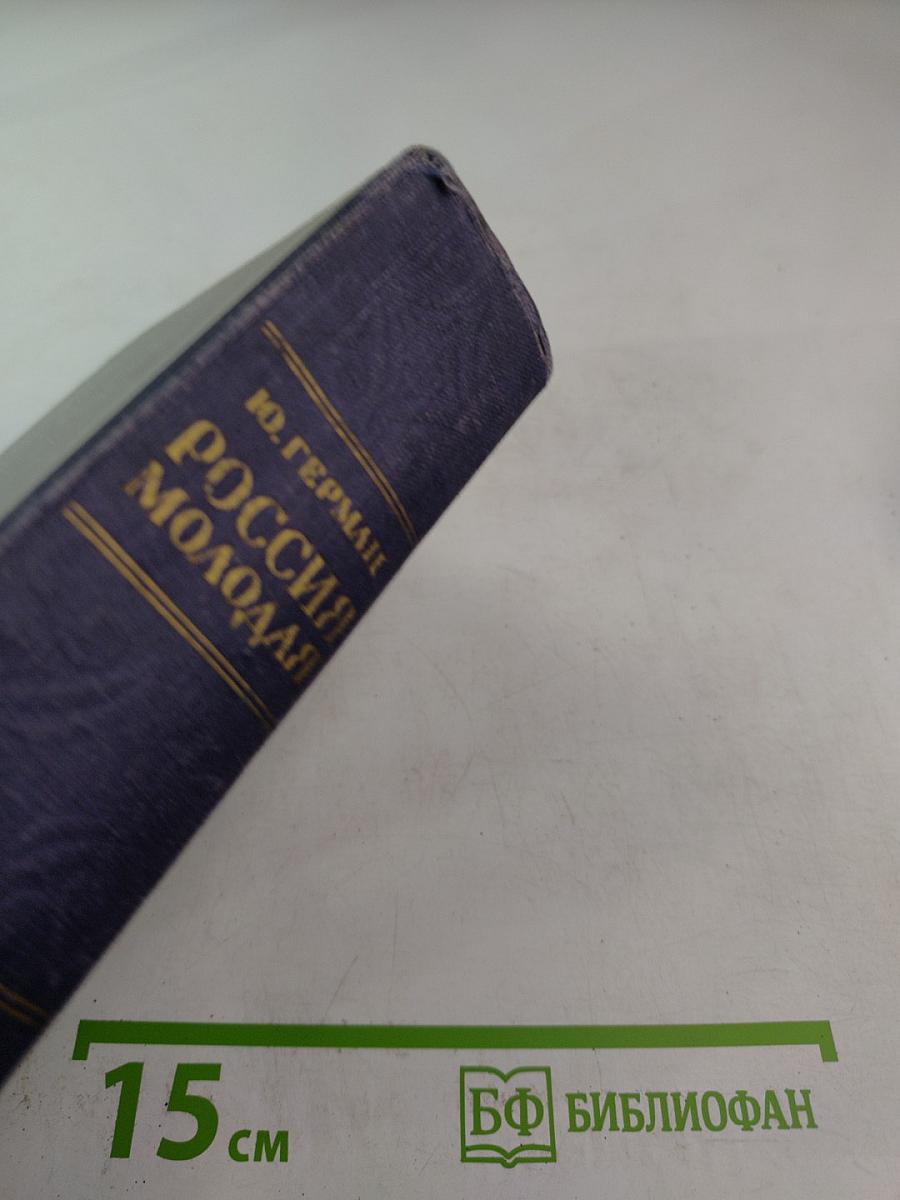 Ю. ГЕРМАН
РОССИЯ
МОЛОДАЯ
15 см
БФ БИБЛИОФАН